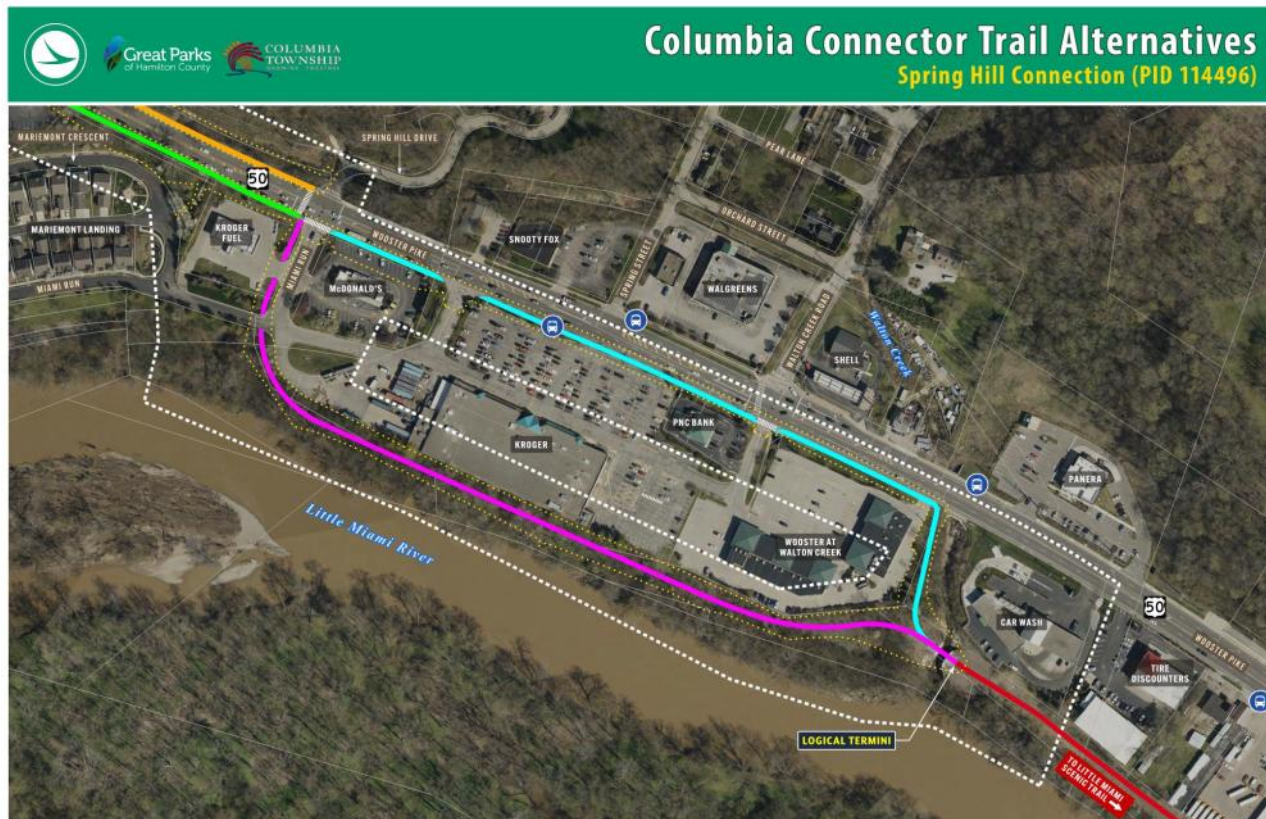 Great Parks
of Hamilton County
COLUMBIA
TOWNSHIP
Columbia Connector Trail Alternatives
Spring Hill Connection (PID 114496)
MARIEMONT CRESCENT
SPRING HILL DRIVE
PEAR LANE
50
ORCHARD STREET
MARIEMONT LANDING
KROGER
FUEL
WOOSTER PIKE
SNOOTY FOX
SPRING STREET
MIAMI RUN
MIAMI RUN
McDONALD'S
WALGREENS
WALTON CREEK ROAD
Walton Creek
SHELL
PNC BANK
KROGER
PANERA
Little Miami River
WOOSTER AT
WALTON CREEK
CAR WASH
50
WOOSTER PIKE
TIRE
DISCOUNTERS
LOGICAL TERMINI
TO LITTLE MIAMI
SCENIC TRAIL